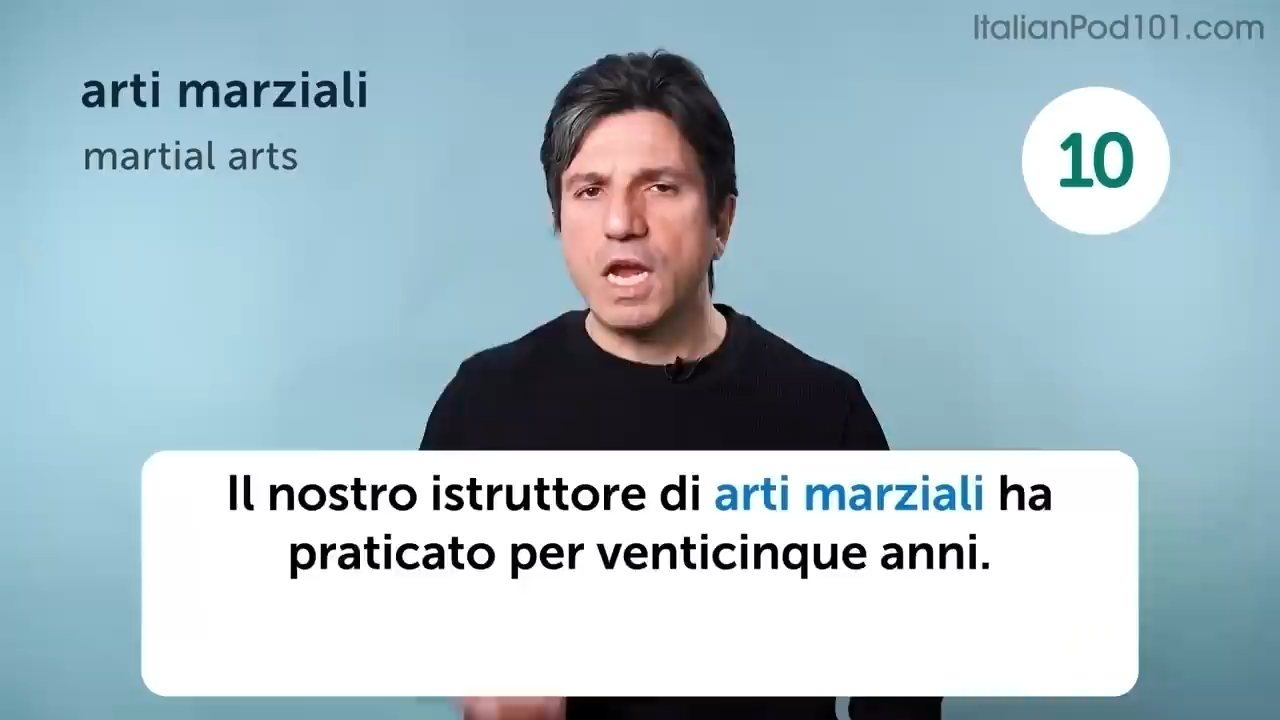 ItalianPod101.com
arti marziali
martial arts
10
Il nostro istruttore di arti marziali ha
praticato per venticinque anni.